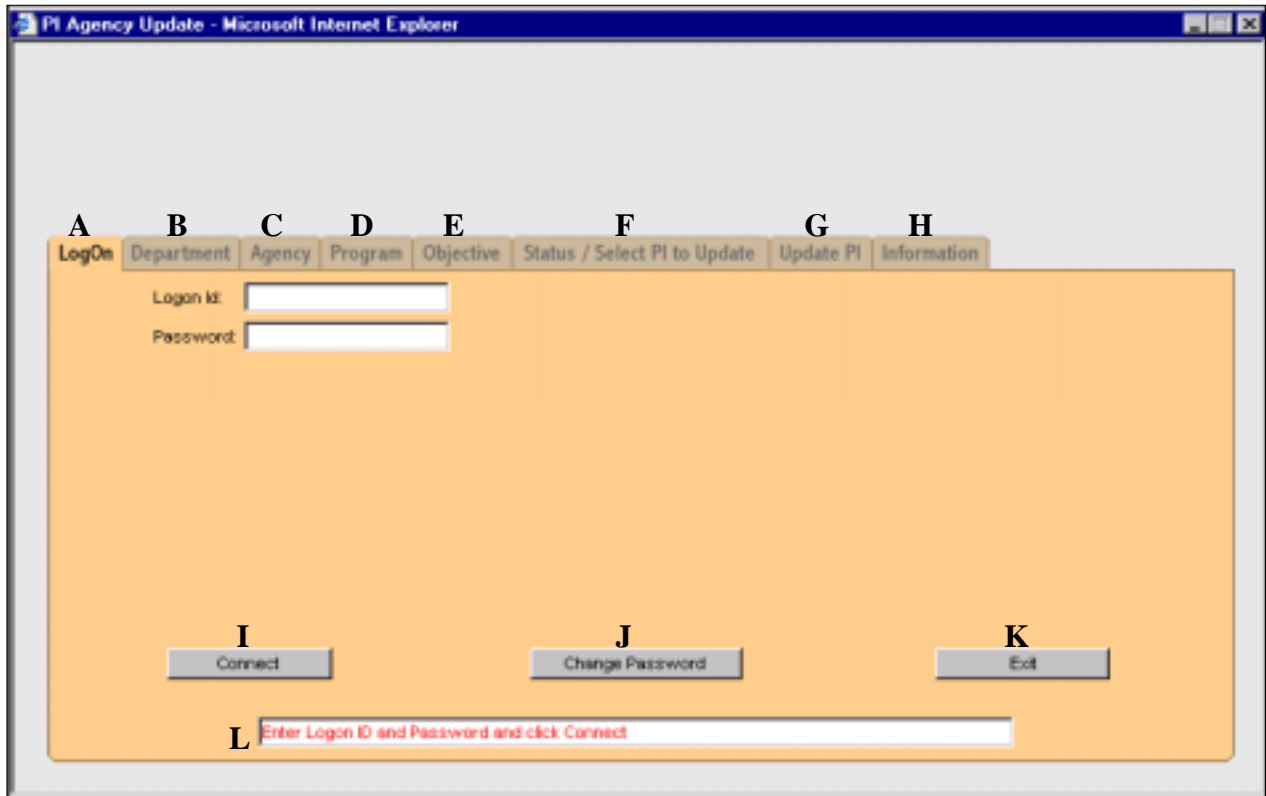 PI Agency Update - Microsoft Internet Explorer
A B C D E F G H
LogOn Department Agency Program Objective Status / Select PI to Update Update PI Information
Logon Id:
Password:
I J K
Connect Change Password Exit
L Enter Logon ID and Password and click Connect